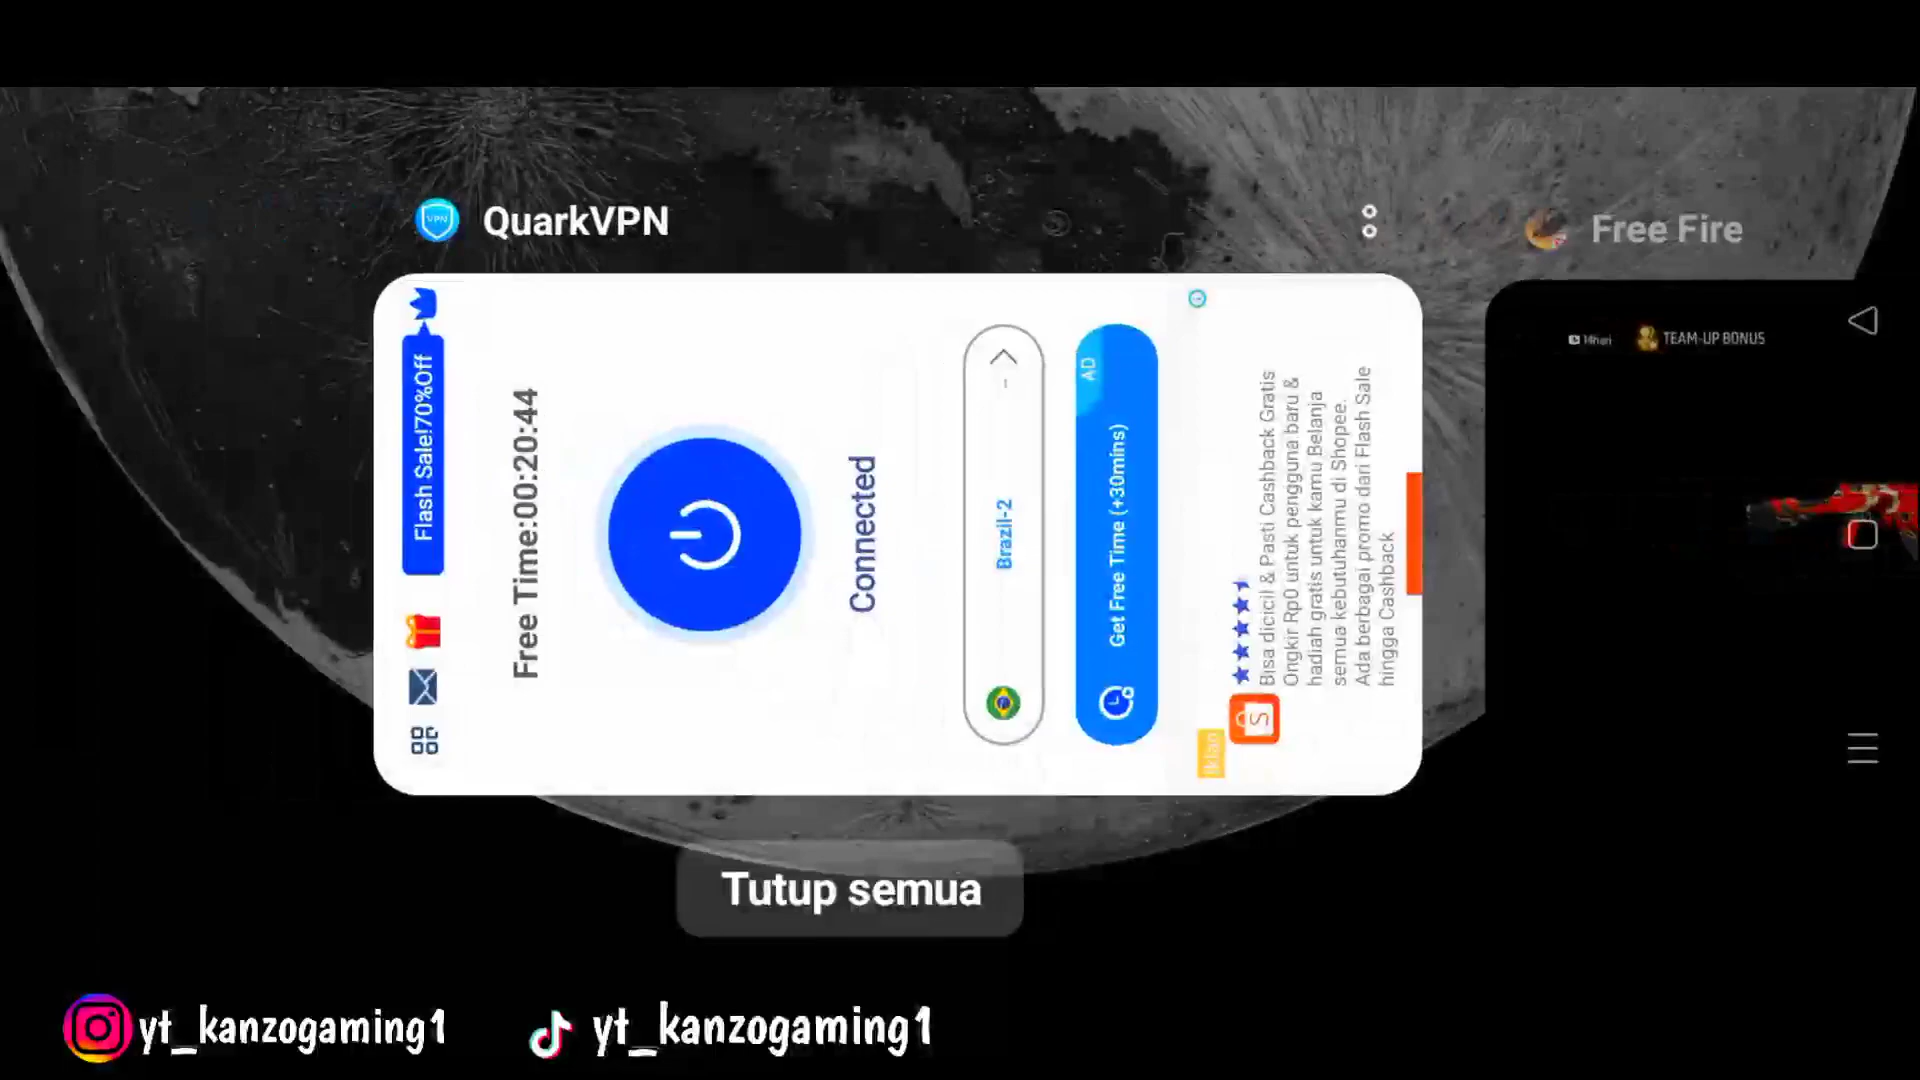 VPN
QuarkVPN
Free Fire
Flash Sale!70%Off
Free Time:00:20:44
Connected
Brazil-2
AD
Get Free Time (+30mins)
Iklan
Bisa dicicil & Pasti Cashback Gratis
Ongkir Rp0 untuk pengguna baru &
hadiah gratis untuk kamu Belanja
semua kebutuhanmu di Shopee.
Ada berbagai promo dari Flash Sale
hingga Cashback
14hari
TEAM-UP BONUS
Tutup semua
yt_kanzogaming1
yt_kanzogaming1